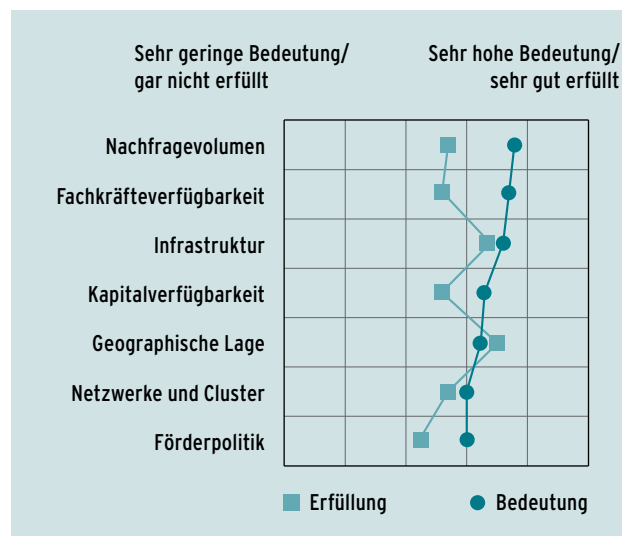 Sehr geringe Bedeutung/
gar nicht erfüllt
Sehr hohe Bedeutung/
sehr gut erfüllt
Nachfragevolumen
Fachkräfteverfügbarkeit
Infrastruktur
Kapitalverfügbarkeit
Geographische Lage
Netzwerke und Cluster
Förderpolitik
Erfüllung
Bedeutung